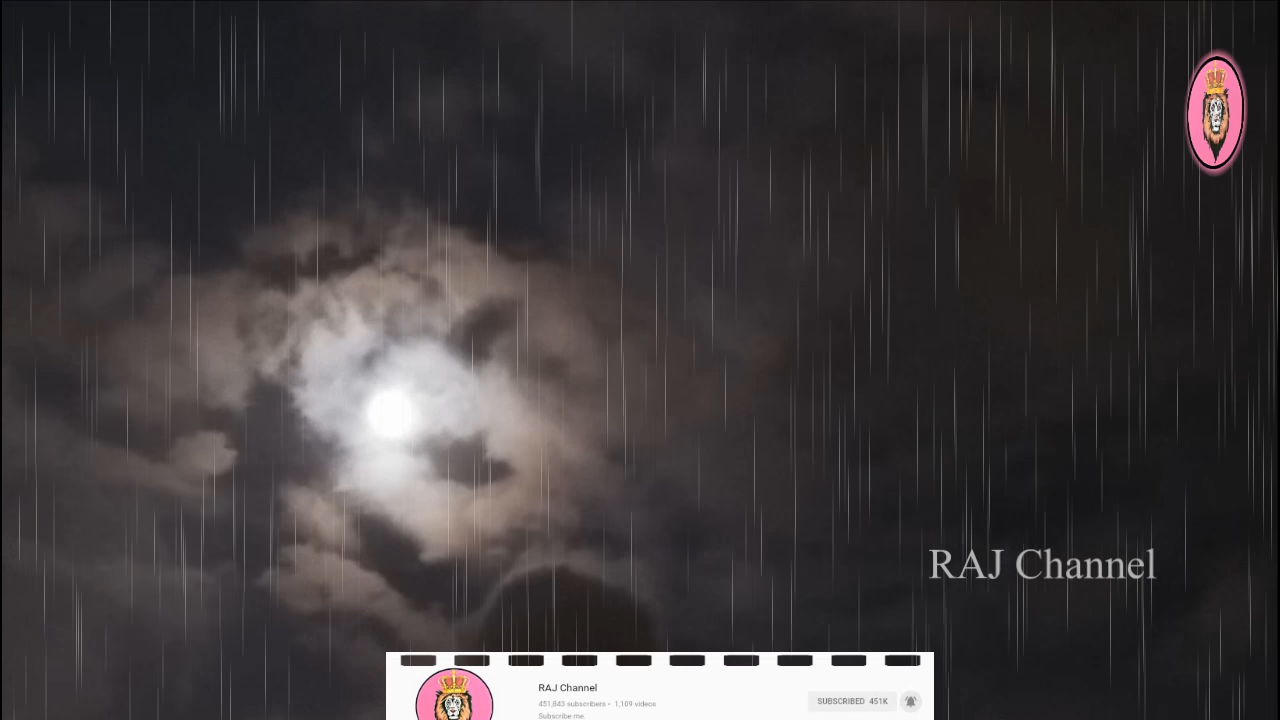 RAJ Channel
RAJ Channel
451,843 subscribers • 1,109 videos
SUBSCRIBED 451K
Subscribe me.